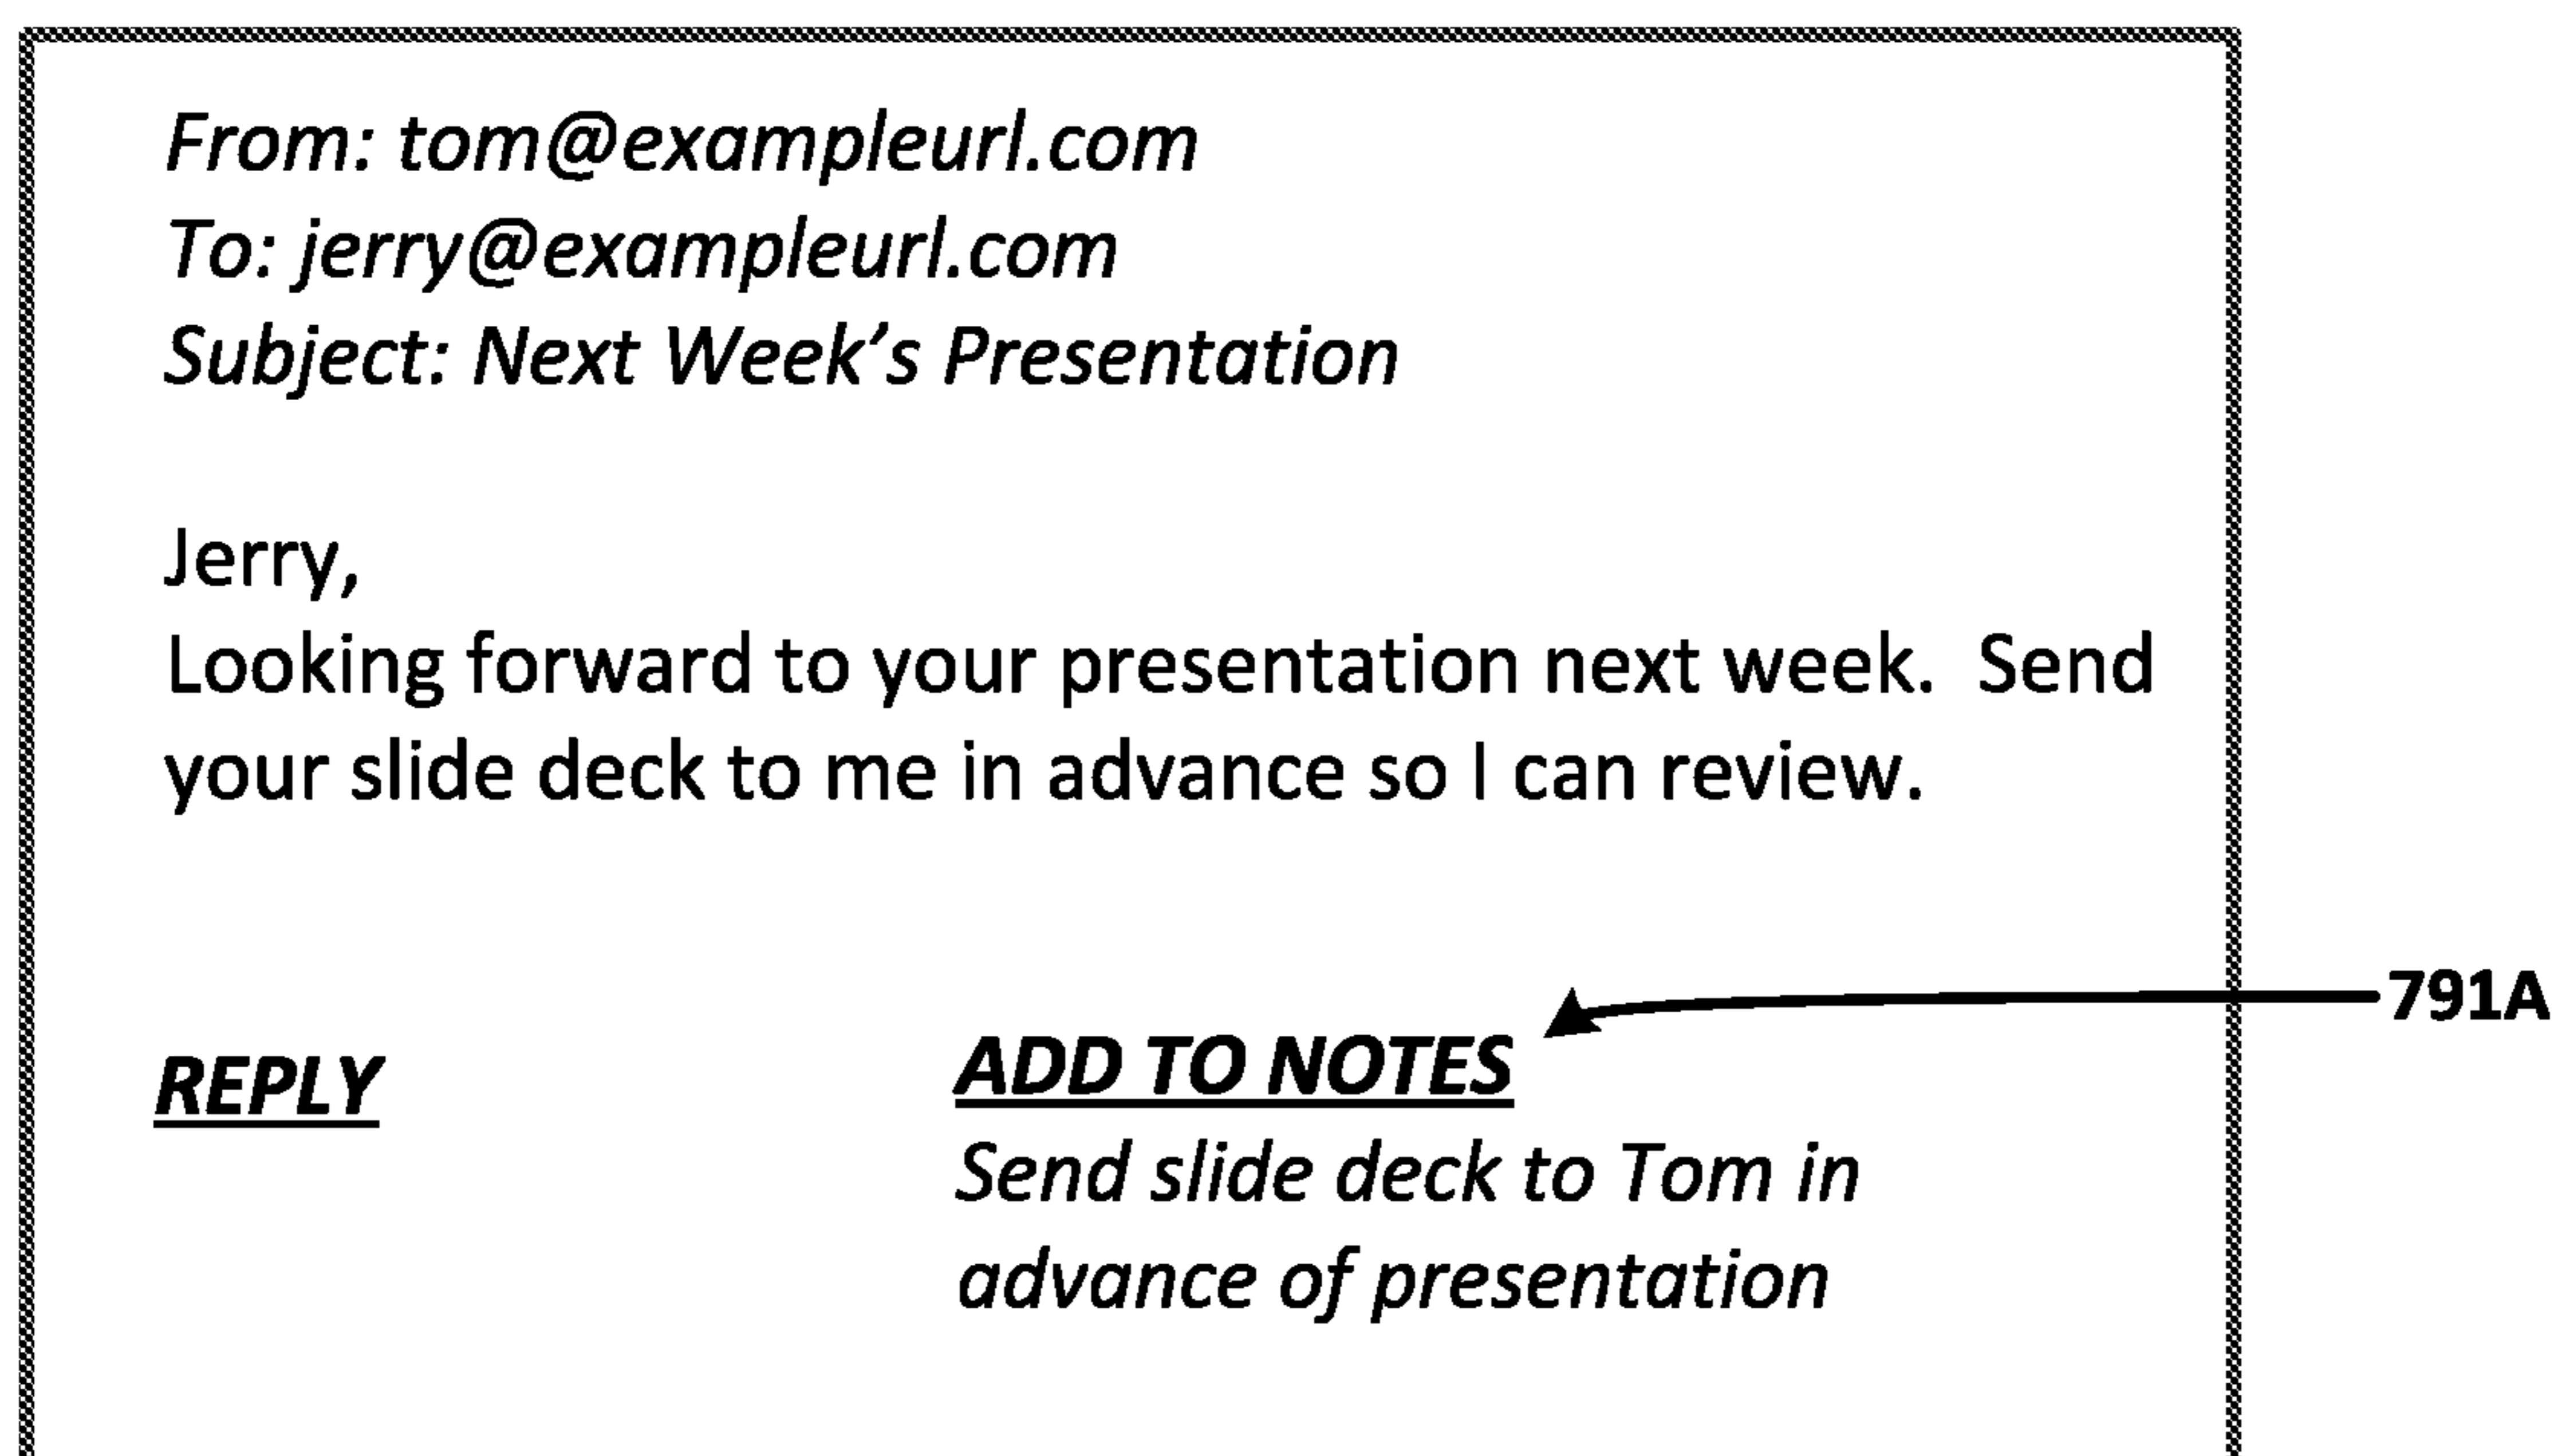 From: tom@exampleurl.com
To: jerry@exampleurl.com
Subject: Next Week's Presentation
Jerry,
Looking forward to your presentation next week.  Send
your slide deck to me in advance so I can review.
791A
REPLY
ADD TO NOTES
Send slide deck to Tom in
advance of presentation